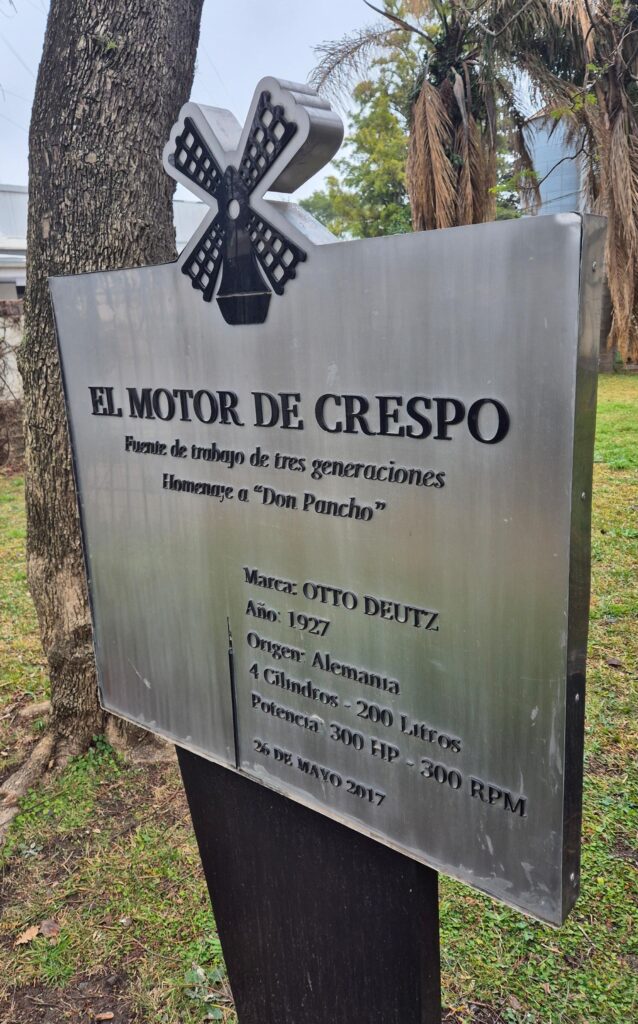 EL MOTOR DE CRESPO
Fuente de trabajo de tres generaciones
Homenaje a "Don Pancho"
Marca: OTTO DEUTZ
Año: 1927
Origen: Alemania
4 Cilindros - 200 Litros
Potencia: 300 HP - 300 RPM
26 DE MAYO 2017